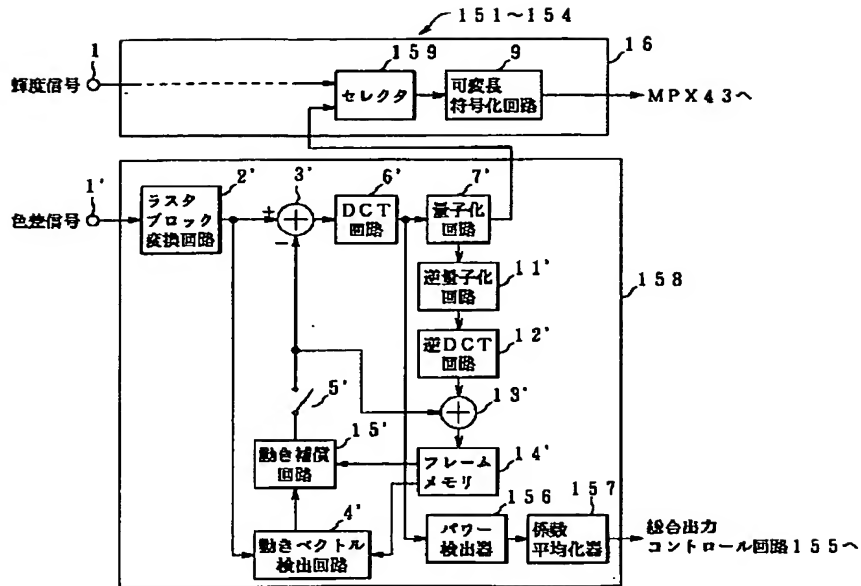 151～154
1
159
9
16
輝度信号
セレクタ
可変長
符号化回路
MPX43へ
1'
2'
3'
6'
7'
色差信号
ラスタ
ブロック
変換回路
+
-
DCT
回路
量子化
回路
11'
逆量子化
回路
158
12'
逆DCT
回路
5'
13'
15'
動き補償
回路
フレーム
メモリ
14'
156
157
4'
動きベクトル
検出回路
パワー
検出器
係数
平均化器
総合出力
コントロール回路155へ